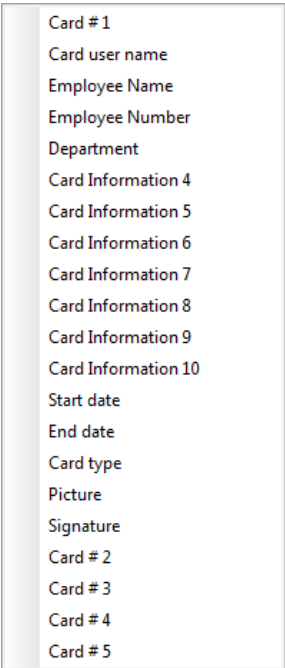 Card # 1
Card user name
Employee Name
Employee Number
Department
Card Information 4
Card Information 5
Card Information 6
Card Information 7
Card Information 8
Card Information 9
Card Information 10
Start date
End date
Card type
Picture
Signature
Card # 2
Card # 3
Card # 4
Card # 5